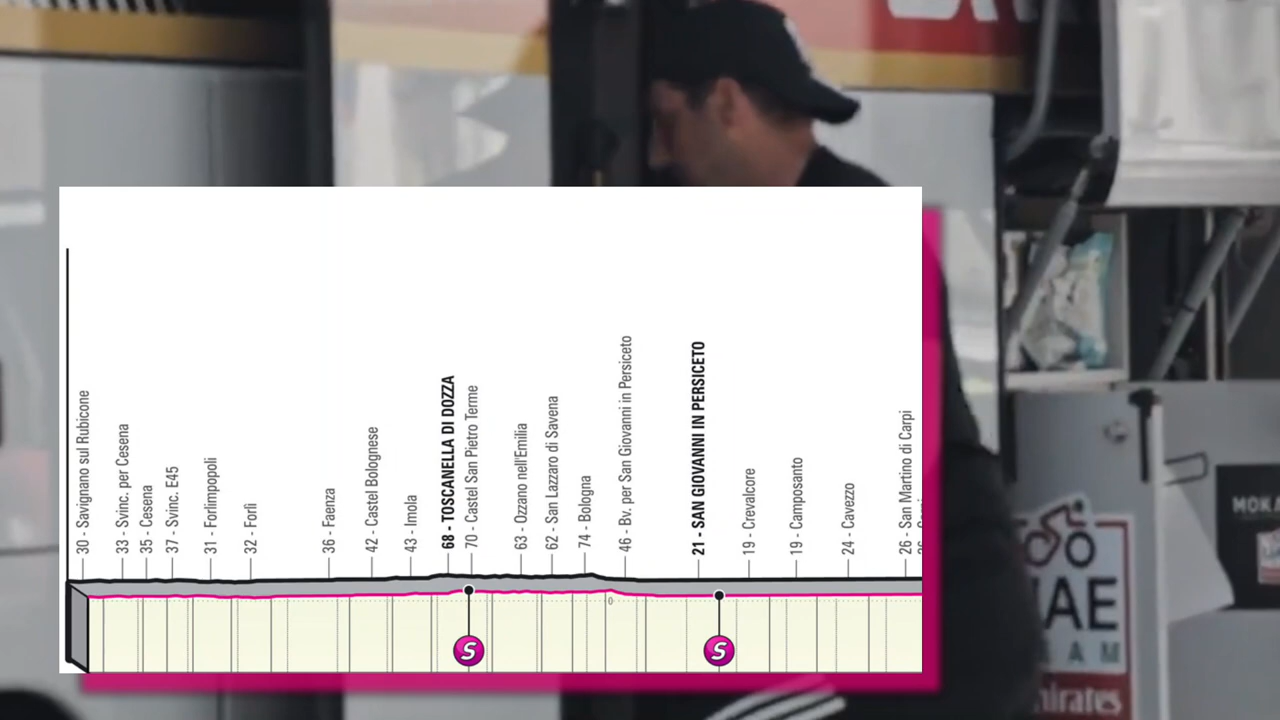 30 - Savignano sul Rubicone
33 - Svinc. per Cesena
35 - Cesena
37 - Svinc. E45
31 - Forlimpopoli
32 - Forlì
38 - Faenza
42 - Castel Bolognese
43 - Imola
68 - TOSCANELLA DI DOZZA
70 - Castel San Pietro Terme
63 - Ozzano nell'Emilia
62 - San Lazzaro di Savena
74 - Bologna
46 - Bv. per San Giovanni in Persiceto
21 - SAN GIOVANNI IN PERSICETO
19 - Crevalcore
19 - Camposanto
24 - Cavezzo
26 - San Martino di Carpi
0
S
S
MOKA
UAE